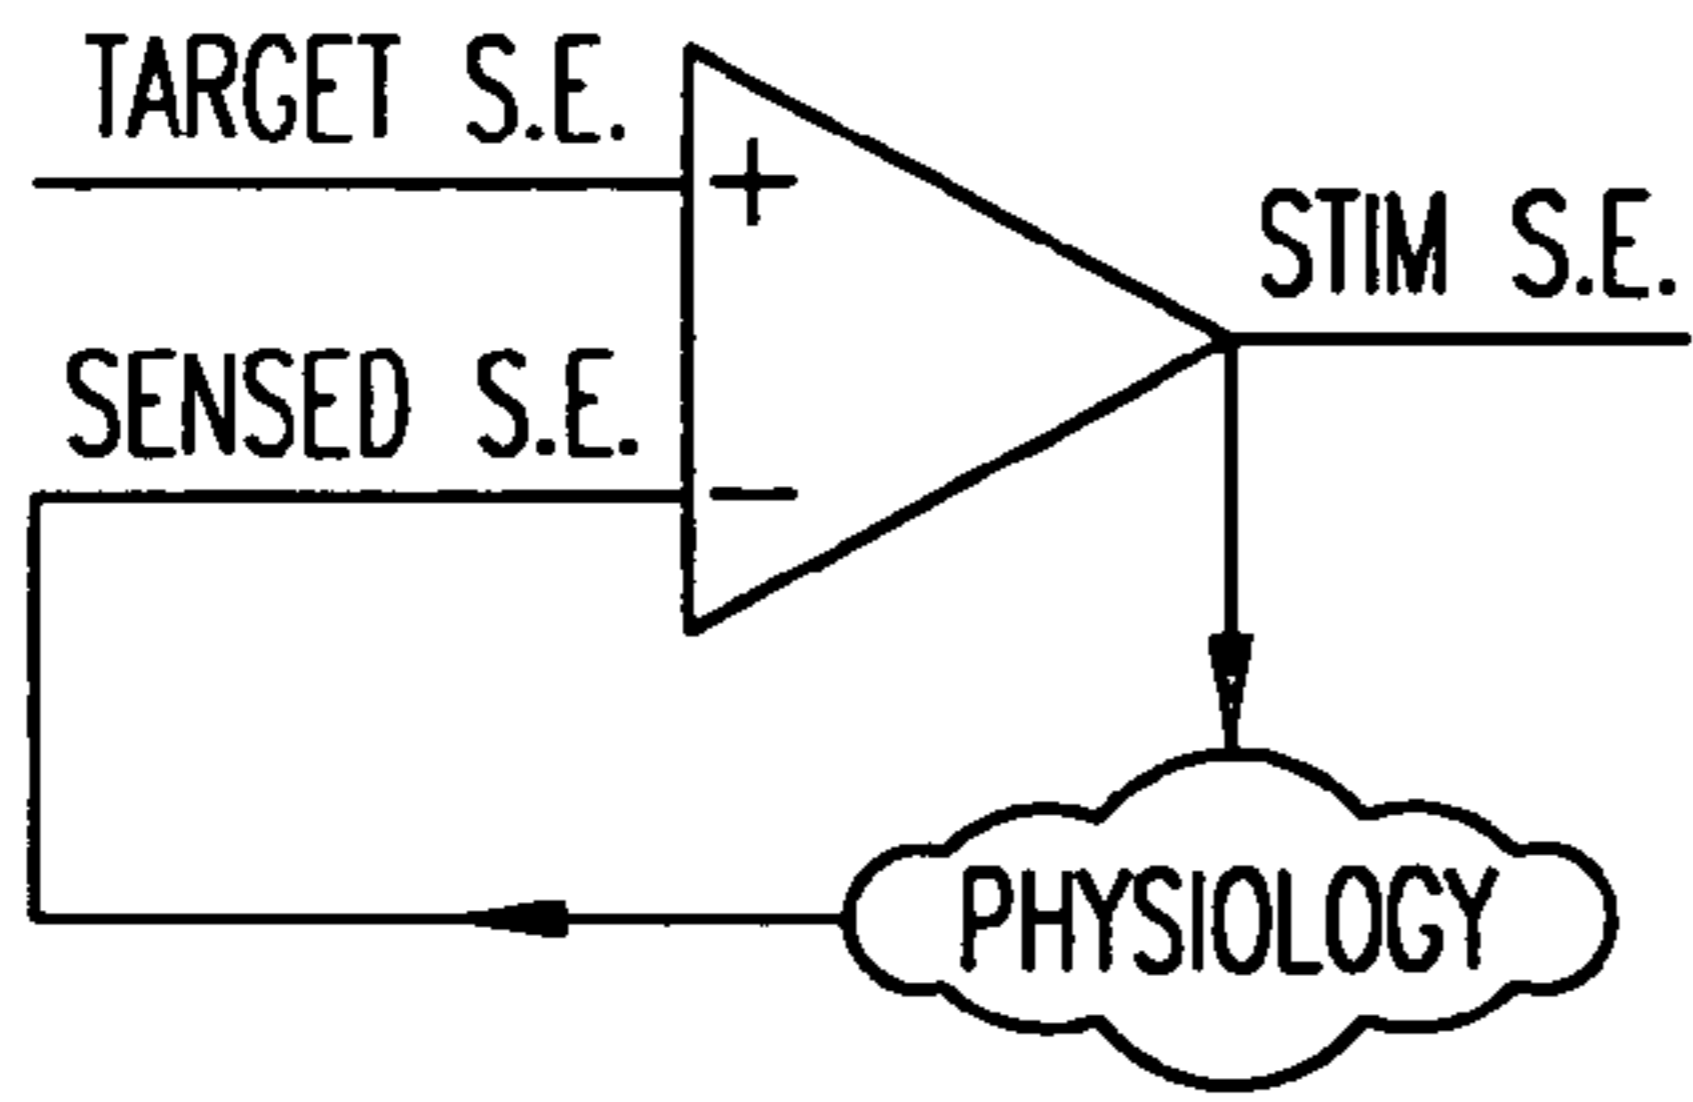 TARGET S.E.
+
STIM S.E.
SENSED S.E.
−
PHYSIOLOGY